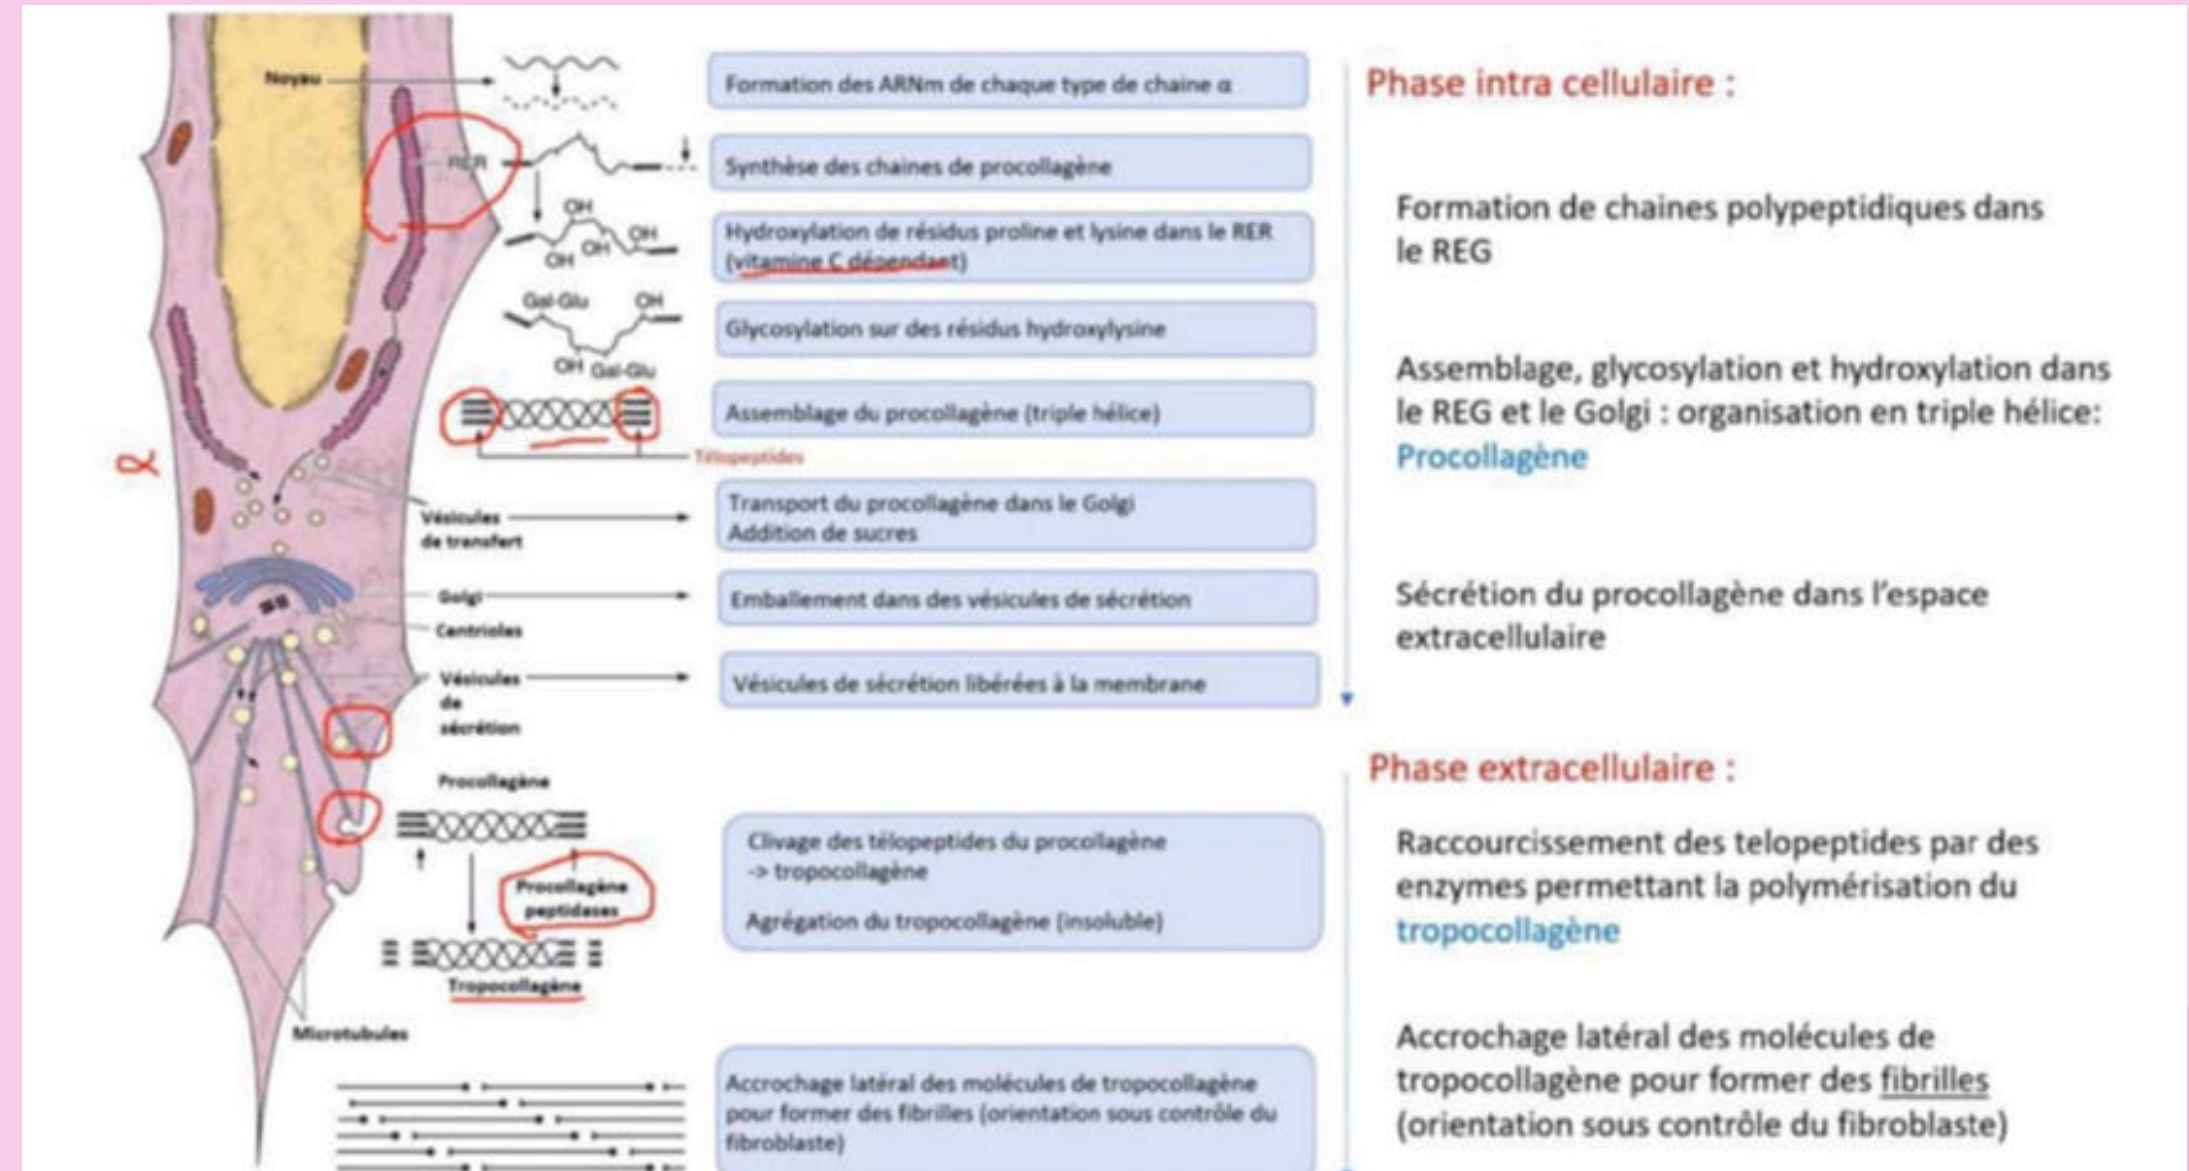 Noyau
Formation des ARNm de chaque type de chaine α
RER
Synthèse des chaines de procollagène
OH
OH
OH
OH
Hydroxylation de résidus proline et lysine dans le RER
(vitamine C dépendant)
Gal-Glu
OH
Glycosylation sur des résidus hydroxylysine
OH
Gal-Glu
Assemblage du procollagène (triple hélice)
Télopeptides
Vésicules
de transfert
Transport du procollagène dans le Golgi
Addition de sucres
Golgi
Emballement dans des vésicules de sécrétion
Centrioles
Vésicules
de
sécrétion
Vésicules de sécrétion libérées à la membrane
Procollagène
Procollagène
peptidases
Clivage des télopeptides du procollagène
-> tropocollagène
Agrégation du tropocollagène (insoluble)
Tropocollagène
Microtubules
Accrochage latéral des molécules de tropocollagène
pour former des fibrilles (orientation sous contrôle du
fibroblaste)
Phase intra cellulaire :
Formation de chaines polypeptidiques dans
le REG
Assemblage, glycosylation et hydroxylation dans
le REG et le Golgi : organisation en triple hélice:
Procollagène
Sécrétion du procollagène dans l'espace
extracellulaire
Phase extracellulaire :
Raccourcissement des telopeptides par des
enzymes permettant la polymérisation du
tropocollagène
Accrochage latéral des molécules de
tropocollagène pour former des fibrilles
(orientation sous contrôle du fibroblaste)